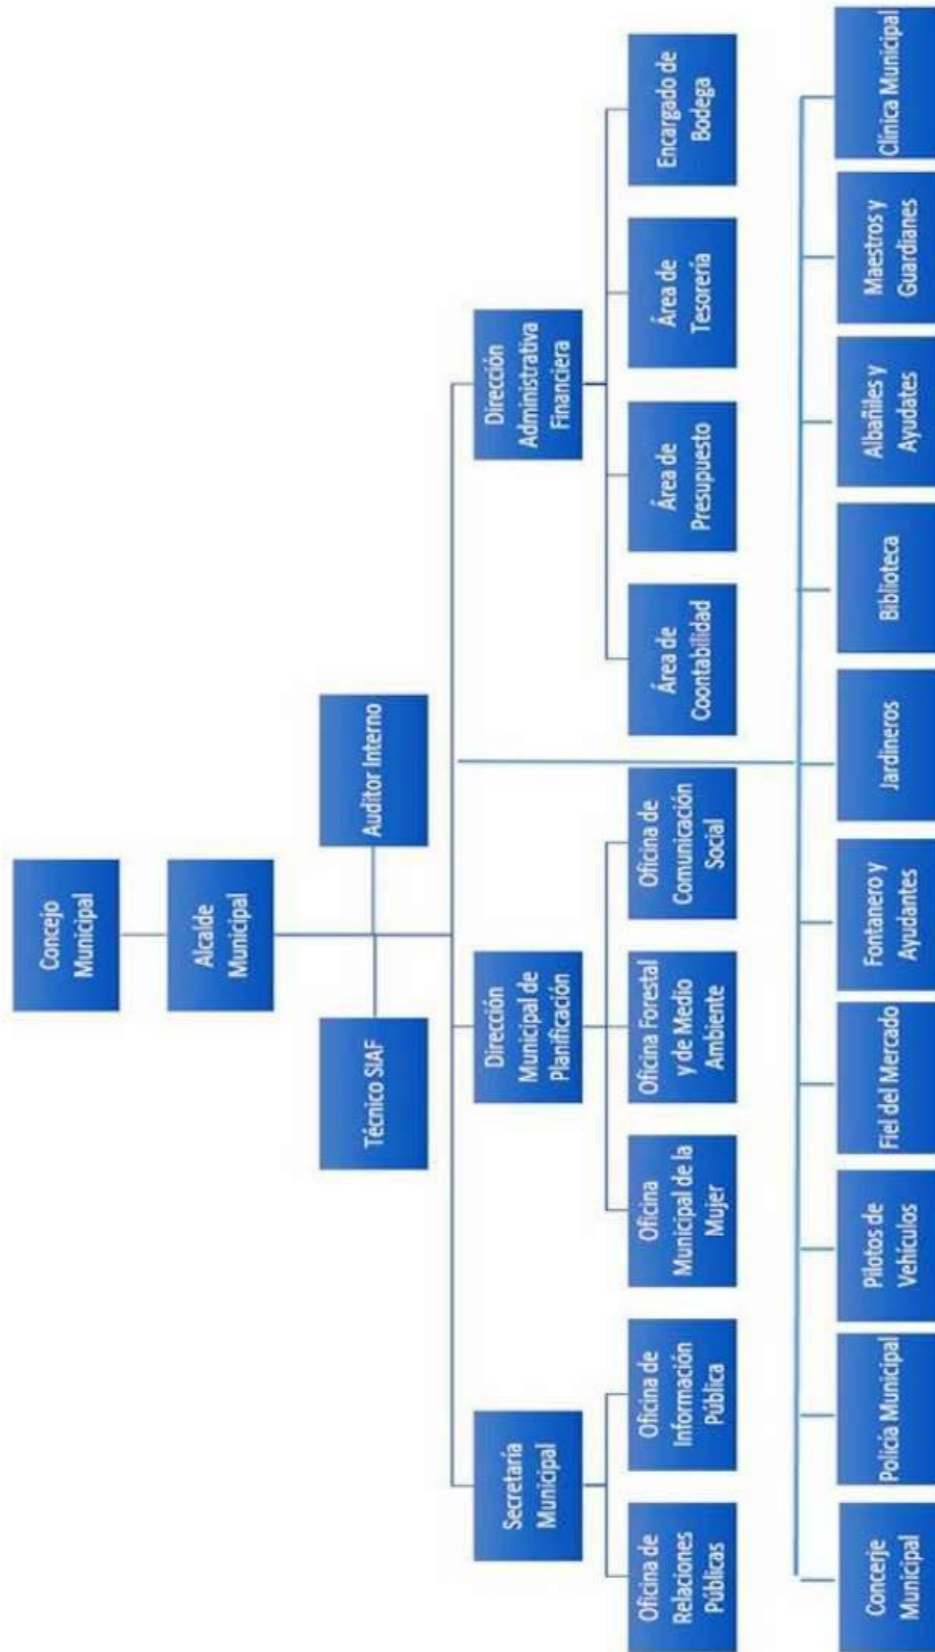 Concejo
Municipal
Alcalde
Municipal
Técnico SIAF
Auditor Interno
Secretaría
Municipal
Dirección
Municipal de
Planificación
Dirección
Administrativa
Financiera
Oficina de
Relaciones
Públicas
Oficina de
Información
Pública
Oficina
Municipal de la
Mujer
Oficina Forestal
y de Medio
Ambiente
Oficina de
Comunicación
Social
Área de
Coontabilidad
Área de
Presupuesto
Área de
Tesorería
Encargado de
Bodega
Concerje
Municipal
Policía Municipal
Pilotos de
Vehículos
Fiel del Mercado
Fontanero y
Ayudantes
Jardineros
Biblioteca
Albañiles y
Ayudates
Maestros y
Guardianes
Clínica Municipal